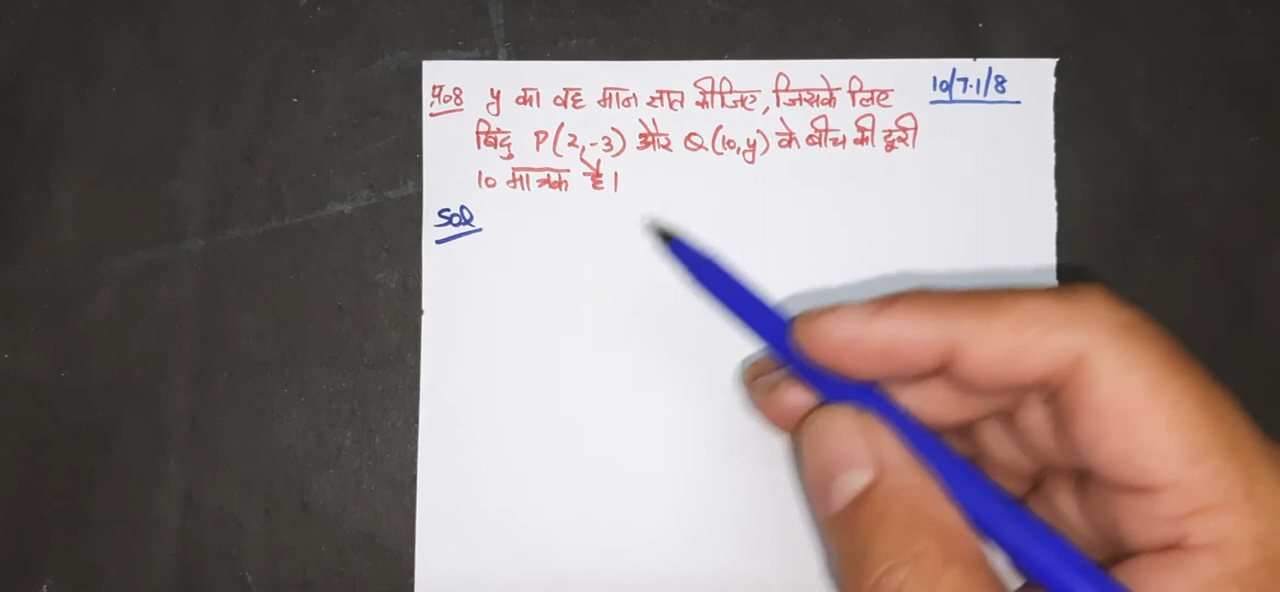 प्र०8 y का वह मान ज्ञात कीजिए, जिसके लिए 10/7.1/8
बिंदु P(2,-3) और Q(10,y) के बीच की दूरी
10 मात्रक है।
Sol